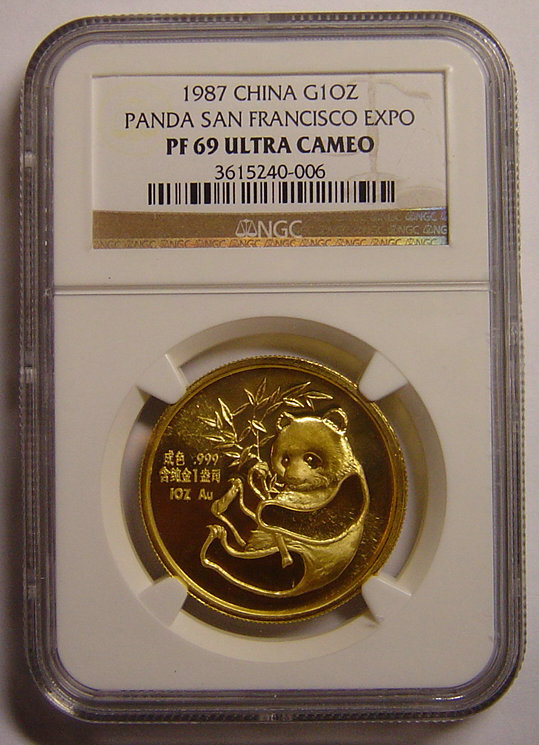 1987 CHINA G1OZ
PANDA SAN FRANCISCO EXPO
PF 69 ULTRA CAMEO
3615240-006
NGC
成色 .999
含纯金1盎司
1OZ Au